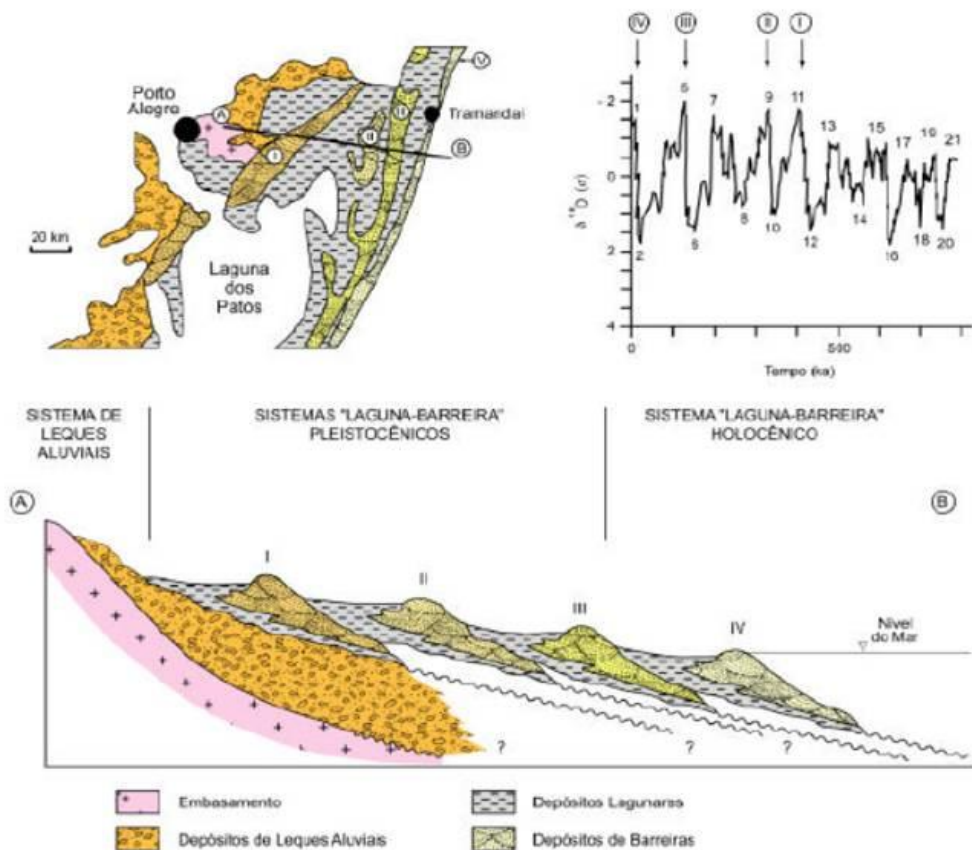 Porto
Alegre
A
I
II
III
V
Tramandaí
B
20 km
Laguna
dos
Patos
IV III II I
-2
0
2
4
δ¹⁸O (σ)
1 5 7 9 11 13 15 17 19 21
2 6 8 10 12 14 16 18 20
0 500
Tempo (ka)
SISTEMA DE
LEQUES
ALUVIAIS
SISTEMAS "LAGUNA-BARREIRA"
PLEISTOCÊNICOS
SISTEMA "LAGUNA-BARREIRA"
HOLOCÊNICO
A
B
I
II
III
IV
Nível
do Mar
? ? ?
Embasamento
Depósitos Lagunares
Depósitos de Leques Aluviais
Depósitos de Barreiras